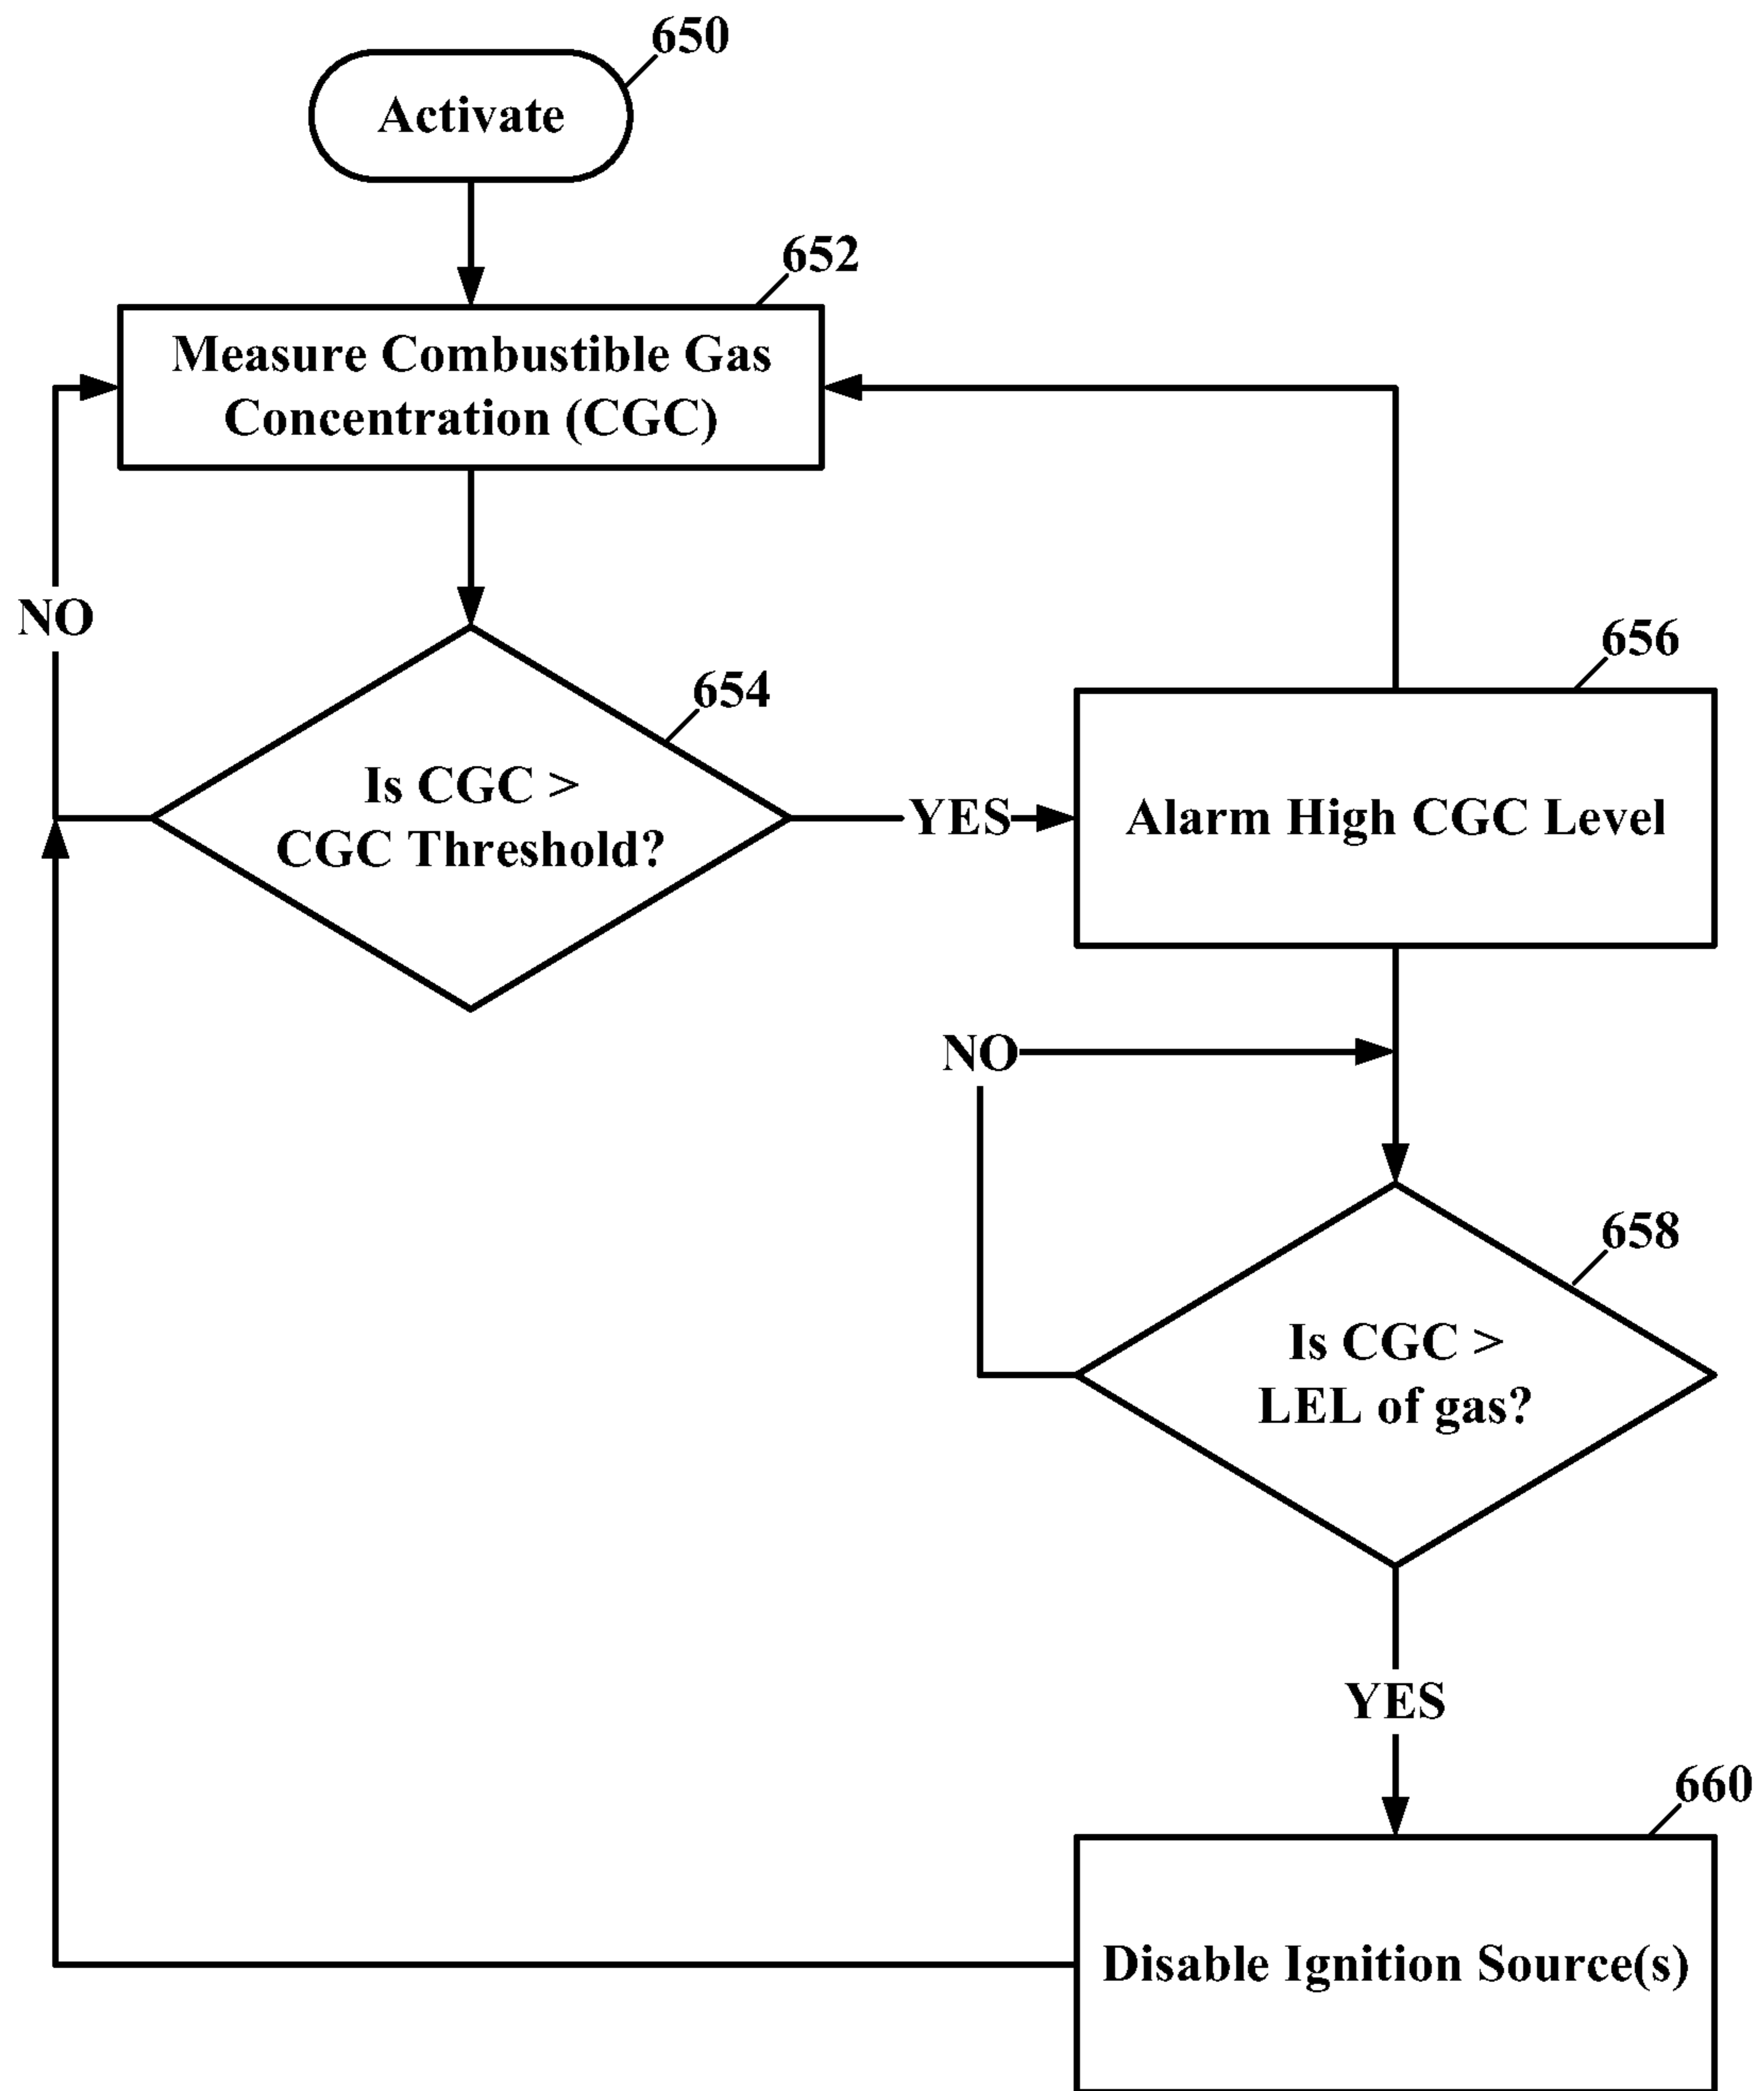 650
Activate
652
Measure Combustible Gas
Concentration (CGC)
NO
654
Is CGC >
CGC Threshold?
YES
656
Alarm High CGC Level
NO
658
Is CGC >
LEL of gas?
YES
660
Disable Ignition Source(s)